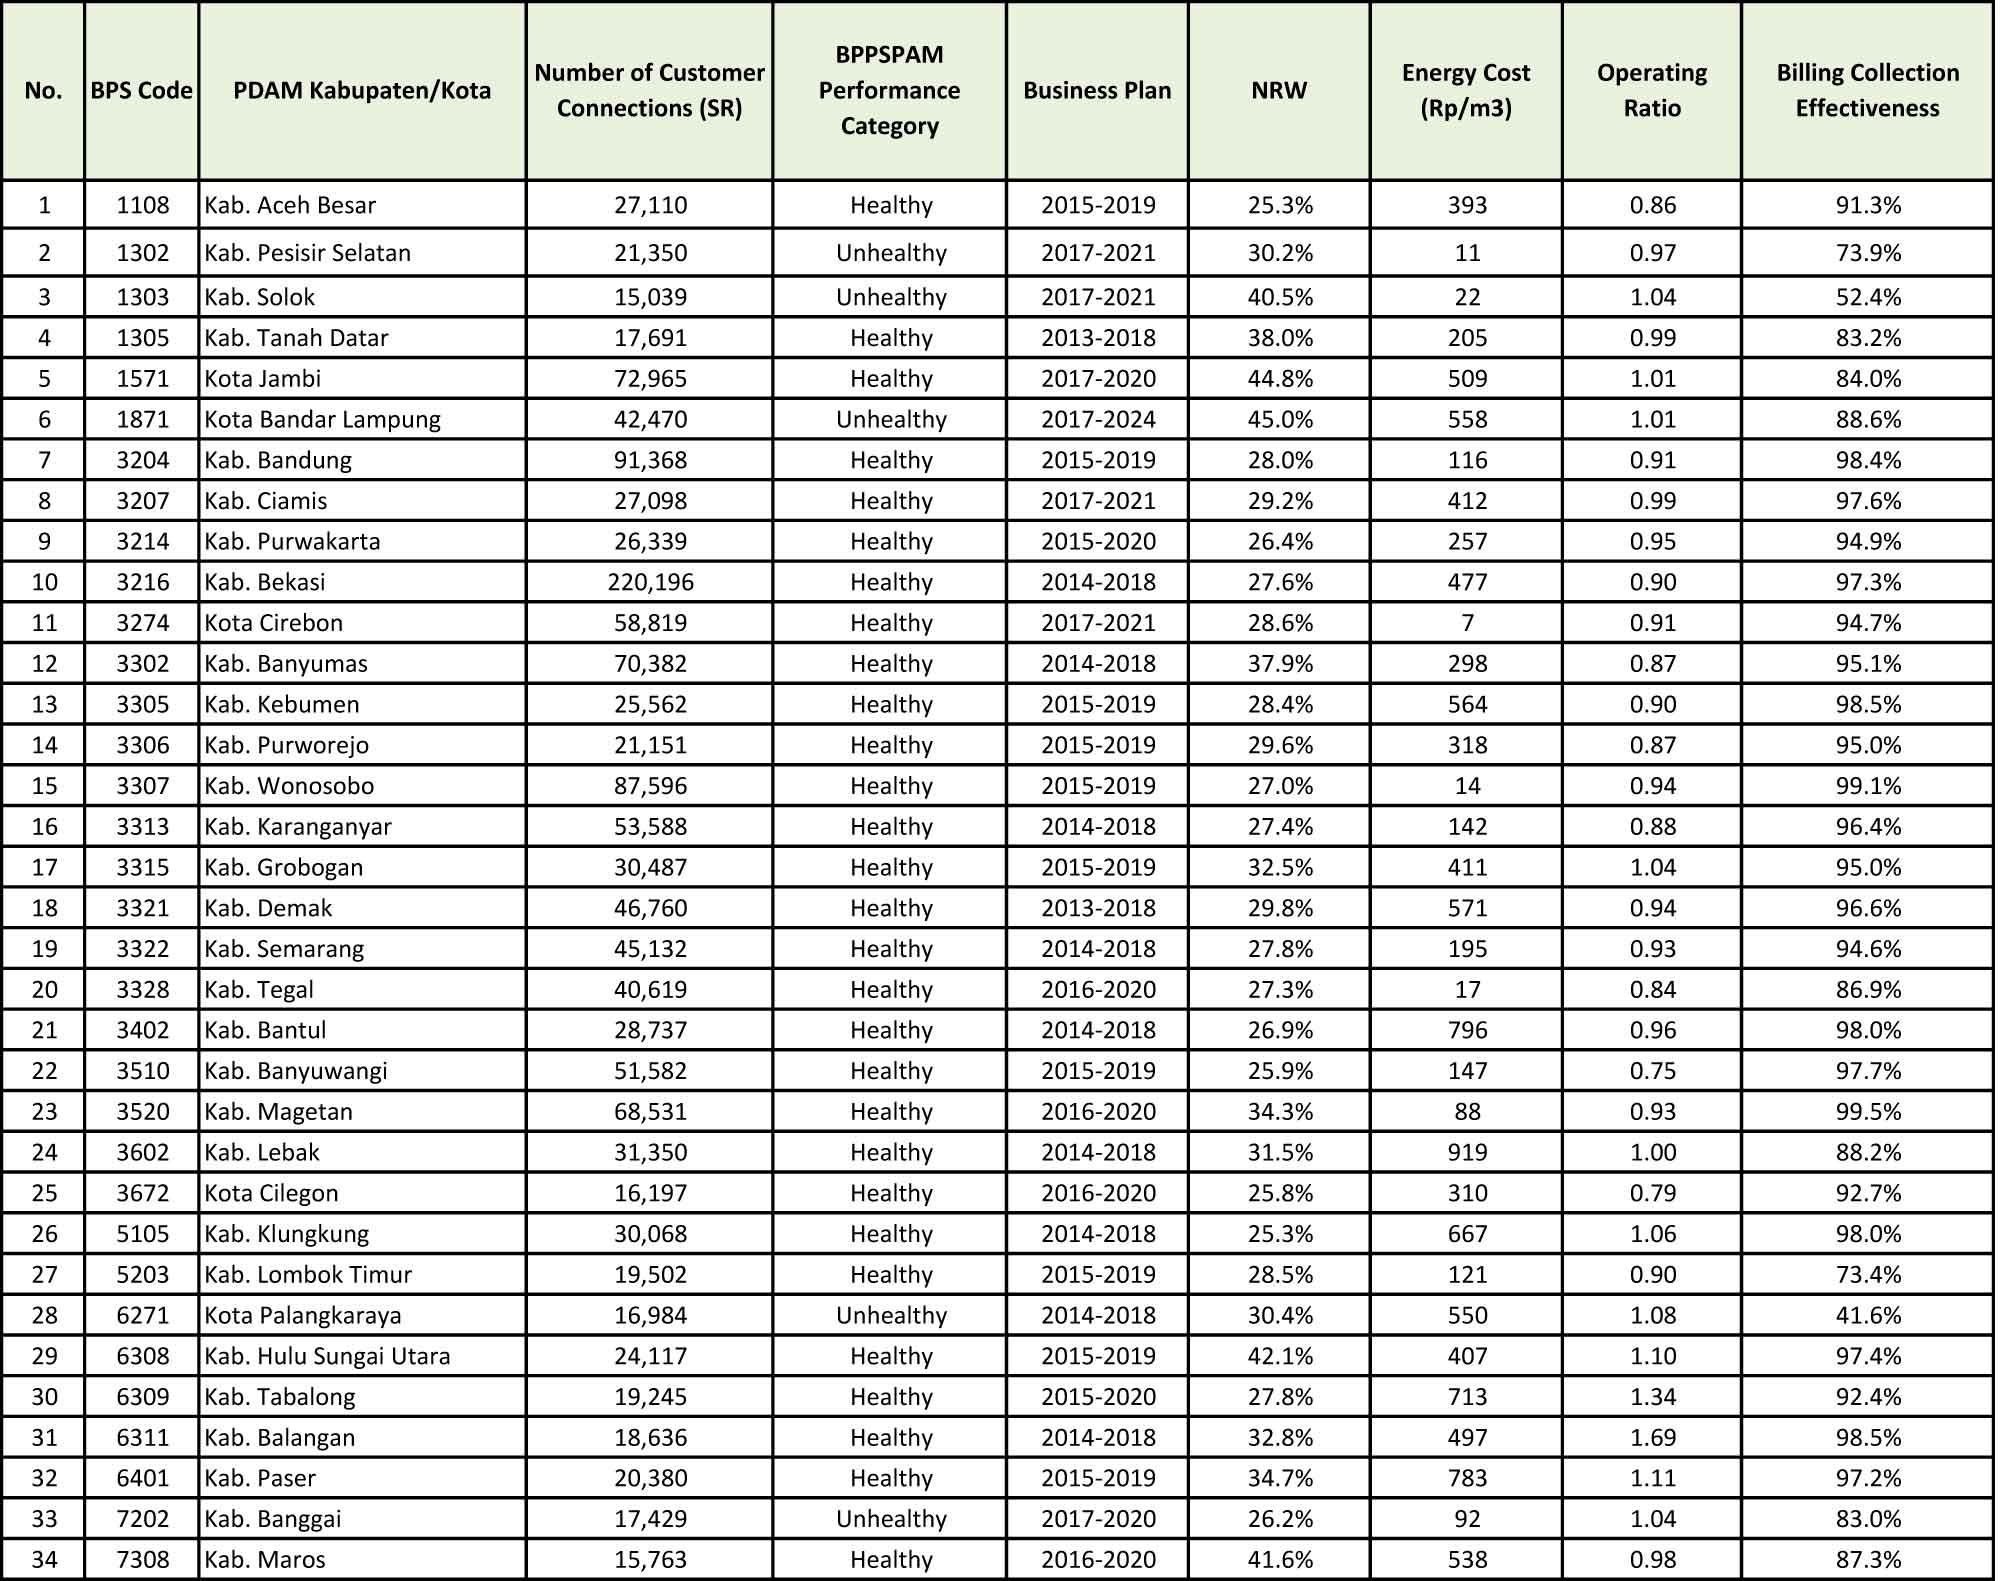 No. BPS Code PDAM Kabupaten/Kota Number of Customer Connections (SR) BPPSPAM Performance Category Business Plan NRW Energy Cost (Rp/m3) Operating Ratio Billing Collection Effectiveness
1 1108 Kab. Aceh Besar 27,110 Healthy 2015-2019 25.3% 393 0.86 91.3%
2 1302 Kab. Pesisir Selatan 21,350 Unhealthy 2017-2021 30.2% 11 0.97 73.9%
3 1303 Kab. Solok 15,039 Unhealthy 2017-2021 40.5% 22 1.04 52.4%
4 1305 Kab. Tanah Datar 17,691 Healthy 2013-2018 38.0% 205 0.99 83.2%
5 1571 Kota Jambi 72,965 Healthy 2017-2020 44.8% 509 1.01 84.0%
6 1871 Kota Bandar Lampung 42,470 Unhealthy 2017-2024 45.0% 558 1.01 88.6%
7 3204 Kab. Bandung 91,368 Healthy 2015-2019 28.0% 116 0.91 98.4%
8 3207 Kab. Ciamis 27,098 Healthy 2017-2021 29.2% 412 0.99 97.6%
9 3214 Kab. Purwakarta 26,339 Healthy 2015-2020 26.4% 257 0.95 94.9%
10 3216 Kab. Bekasi 220,196 Healthy 2014-2018 27.6% 477 0.90 97.3%
11 3274 Kota Cirebon 58,819 Healthy 2017-2021 28.6% 7 0.91 94.7%
12 3302 Kab. Banyumas 70,382 Healthy 2014-2018 37.9% 298 0.87 95.1%
13 3305 Kab. Kebumen 25,562 Healthy 2015-2019 28.4% 564 0.90 98.5%
14 3306 Kab. Purworejo 21,151 Healthy 2015-2019 29.6% 318 0.87 95.0%
15 3307 Kab. Wonosobo 87,596 Healthy 2015-2019 27.0% 14 0.94 99.1%
16 3313 Kab. Karanganyar 53,588 Healthy 2014-2018 27.4% 142 0.88 96.4%
17 3315 Kab. Grobogan 30,487 Healthy 2015-2019 32.5% 411 1.04 95.0%
18 3321 Kab. Demak 46,760 Healthy 2013-2018 29.8% 571 0.94 96.6%
19 3322 Kab. Semarang 45,132 Healthy 2014-2018 27.8% 195 0.93 94.6%
20 3328 Kab. Tegal 40,619 Healthy 2016-2020 27.3% 17 0.84 86.9%
21 3402 Kab. Bantul 28,737 Healthy 2014-2018 26.9% 796 0.96 98.0%
22 3510 Kab. Banyuwangi 51,582 Healthy 2015-2019 25.9% 147 0.75 97.7%
23 3520 Kab. Magetan 68,531 Healthy 2016-2020 34.3% 88 0.93 99.5%
24 3602 Kab. Lebak 31,350 Healthy 2014-2018 31.5% 919 1.00 88.2%
25 3672 Kota Cilegon 16,197 Healthy 2016-2020 25.8% 310 0.79 92.7%
26 5105 Kab. Klungkung 30,068 Healthy 2014-2018 25.3% 667 1.06 98.0%
27 5203 Kab. Lombok Timur 19,502 Healthy 2015-2019 28.5% 121 0.90 73.4%
28 6271 Kota Palangkaraya 16,984 Unhealthy 2014-2018 30.4% 550 1.08 41.6%
29 6308 Kab. Hulu Sungai Utara 24,117 Healthy 2015-2019 42.1% 407 1.10 97.4%
30 6309 Kab. Tabalong 19,245 Healthy 2015-2020 27.8% 713 1.34 92.4%
31 6311 Kab. Balangan 18,636 Healthy 2014-2018 32.8% 497 1.69 98.5%
32 6401 Kab. Paser 20,380 Healthy 2015-2019 34.7% 783 1.11 97.2%
33 7202 Kab. Banggai 17,429 Unhealthy 2017-2020 26.2% 92 1.04 83.0%
34 7308 Kab. Maros 15,763 Healthy 2016-2020 41.6% 538 0.98 87.3%